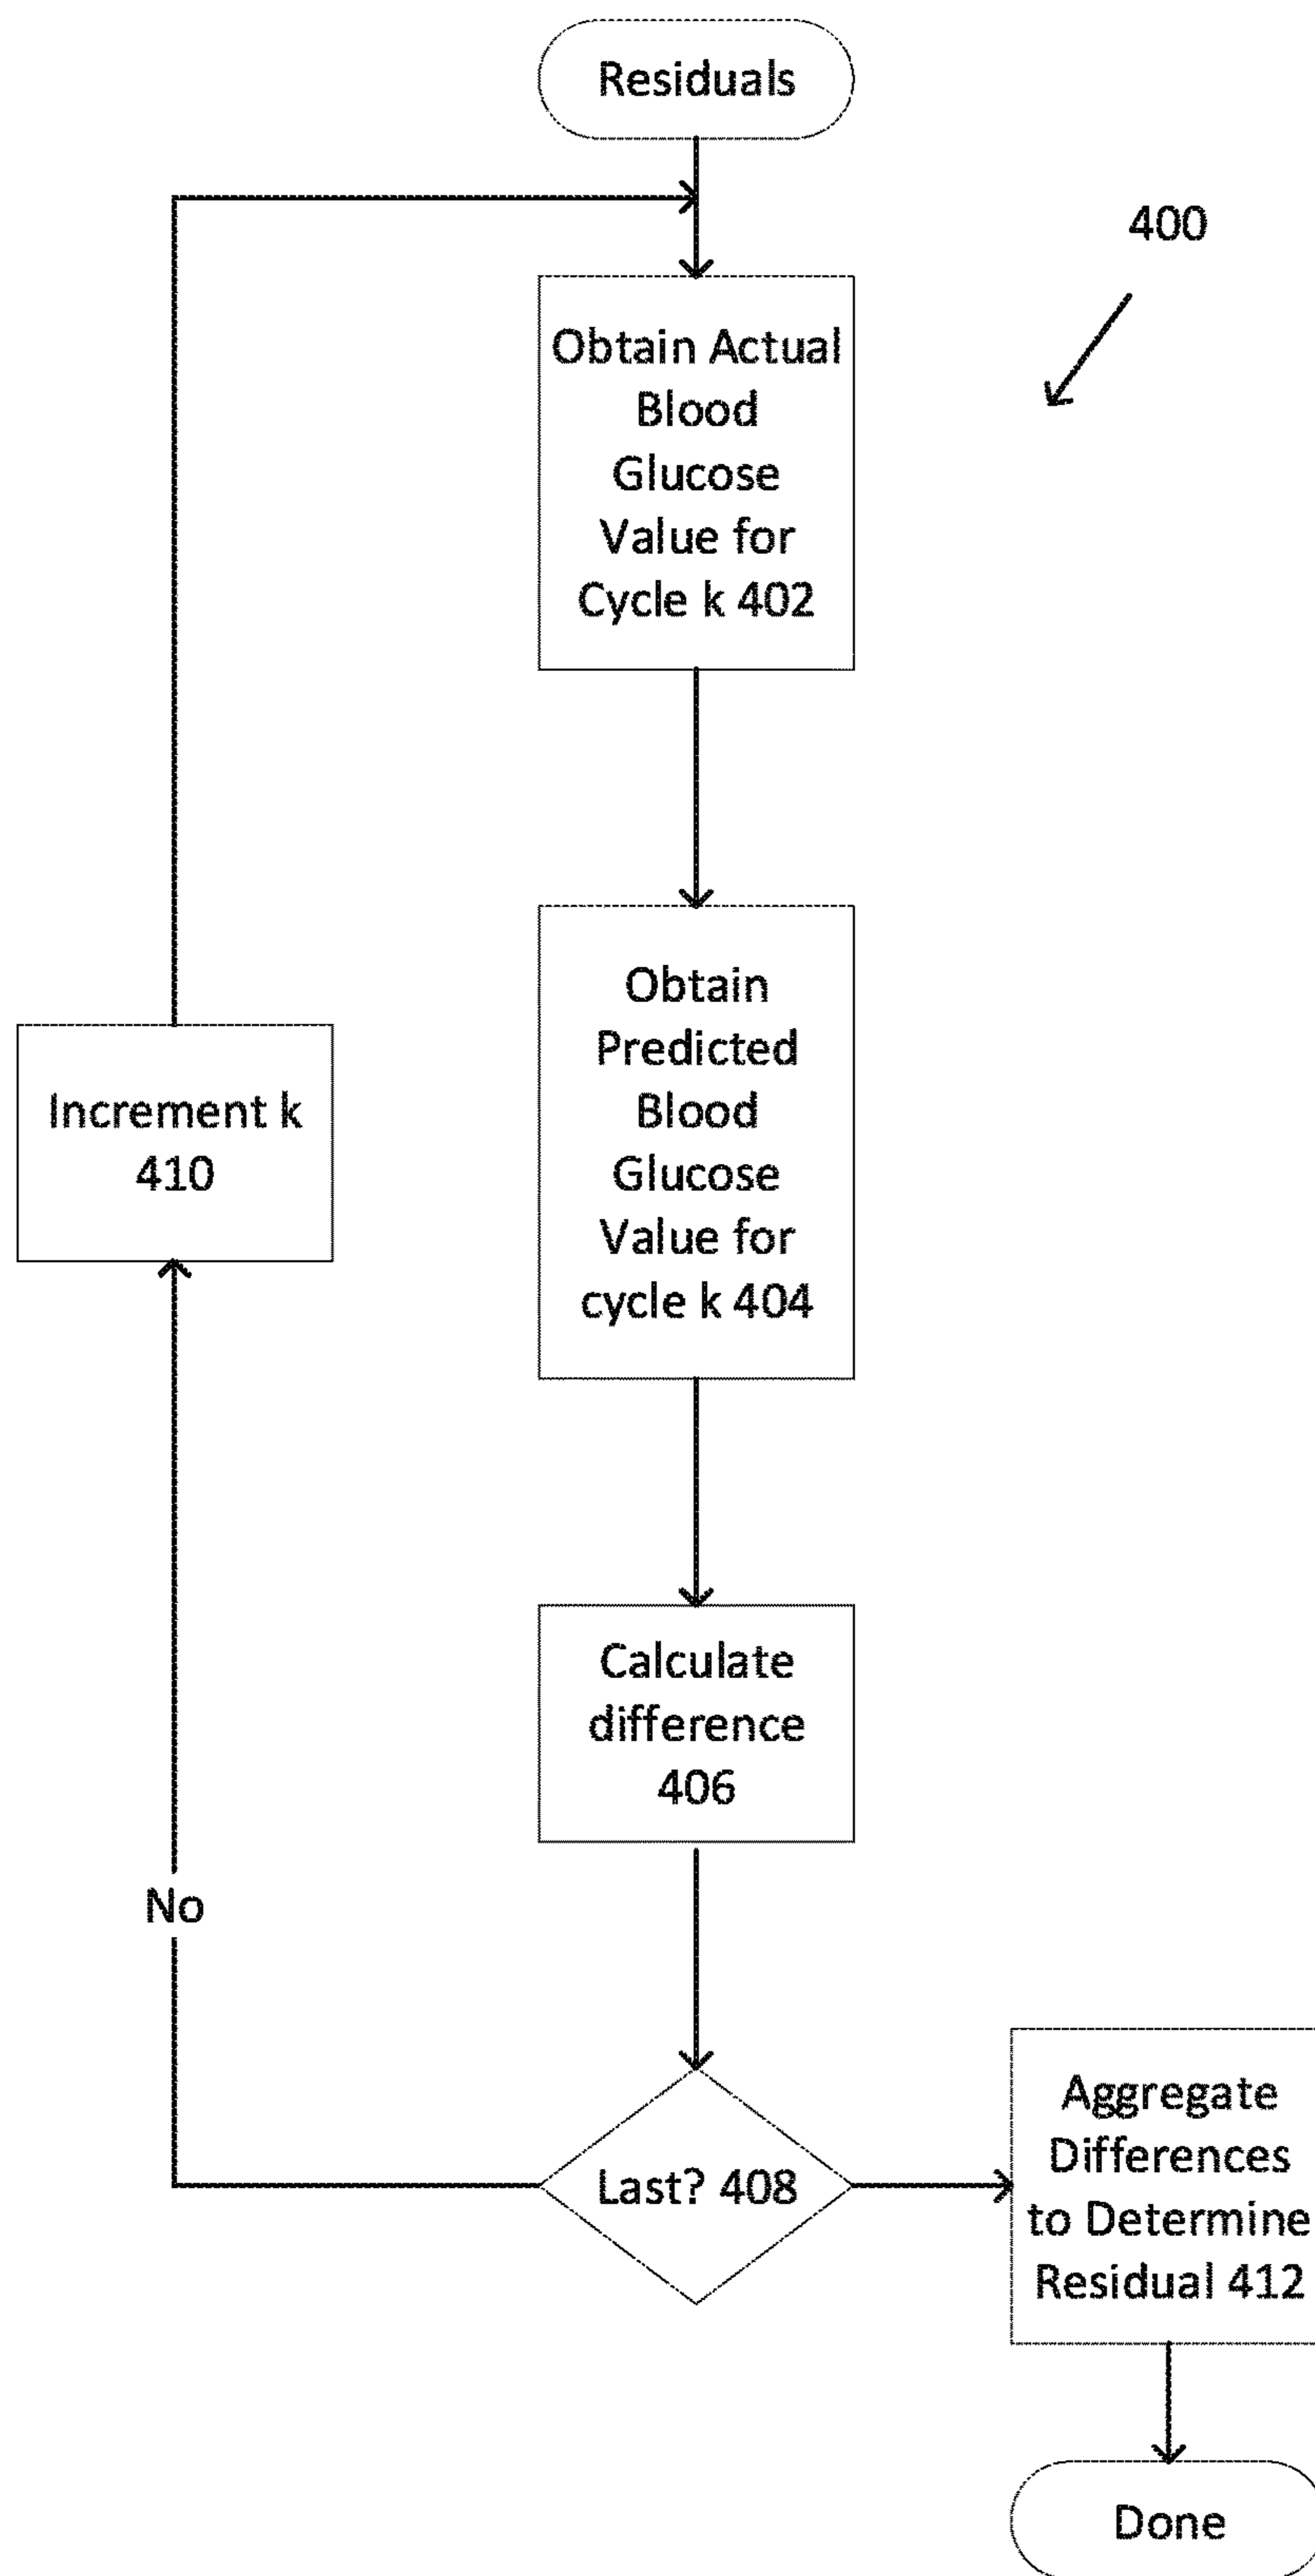 Residuals
400
Obtain Actual
Blood
Glucose
Value for
Cycle k 402
Obtain
Predicted
Blood
Glucose
Value for
cycle k 404
Increment k
410
Calculate
difference
406
No
Last? 408
Aggregate
Differences
to Determine
Residual 412
Done